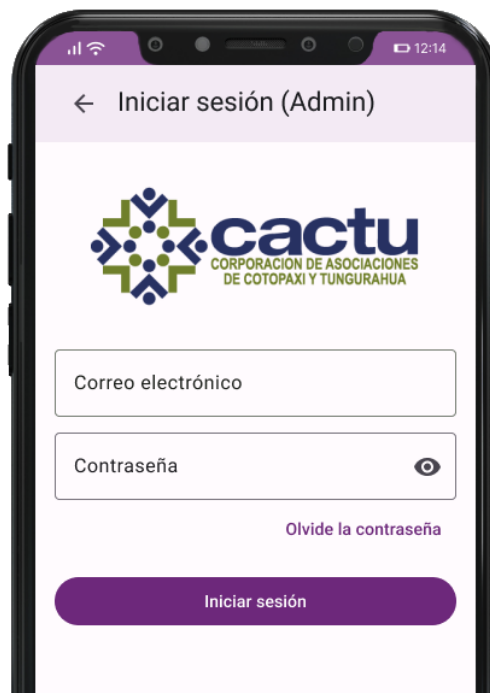 12:14
Iniciar sesión (Admin)
cactu
CORPORACIÓN DE ASOCIACIONES
DE COTOPAXI Y TUNGURAHUA
Correo electrónico
Contraseña
Olvide la contraseña
Iniciar sesión